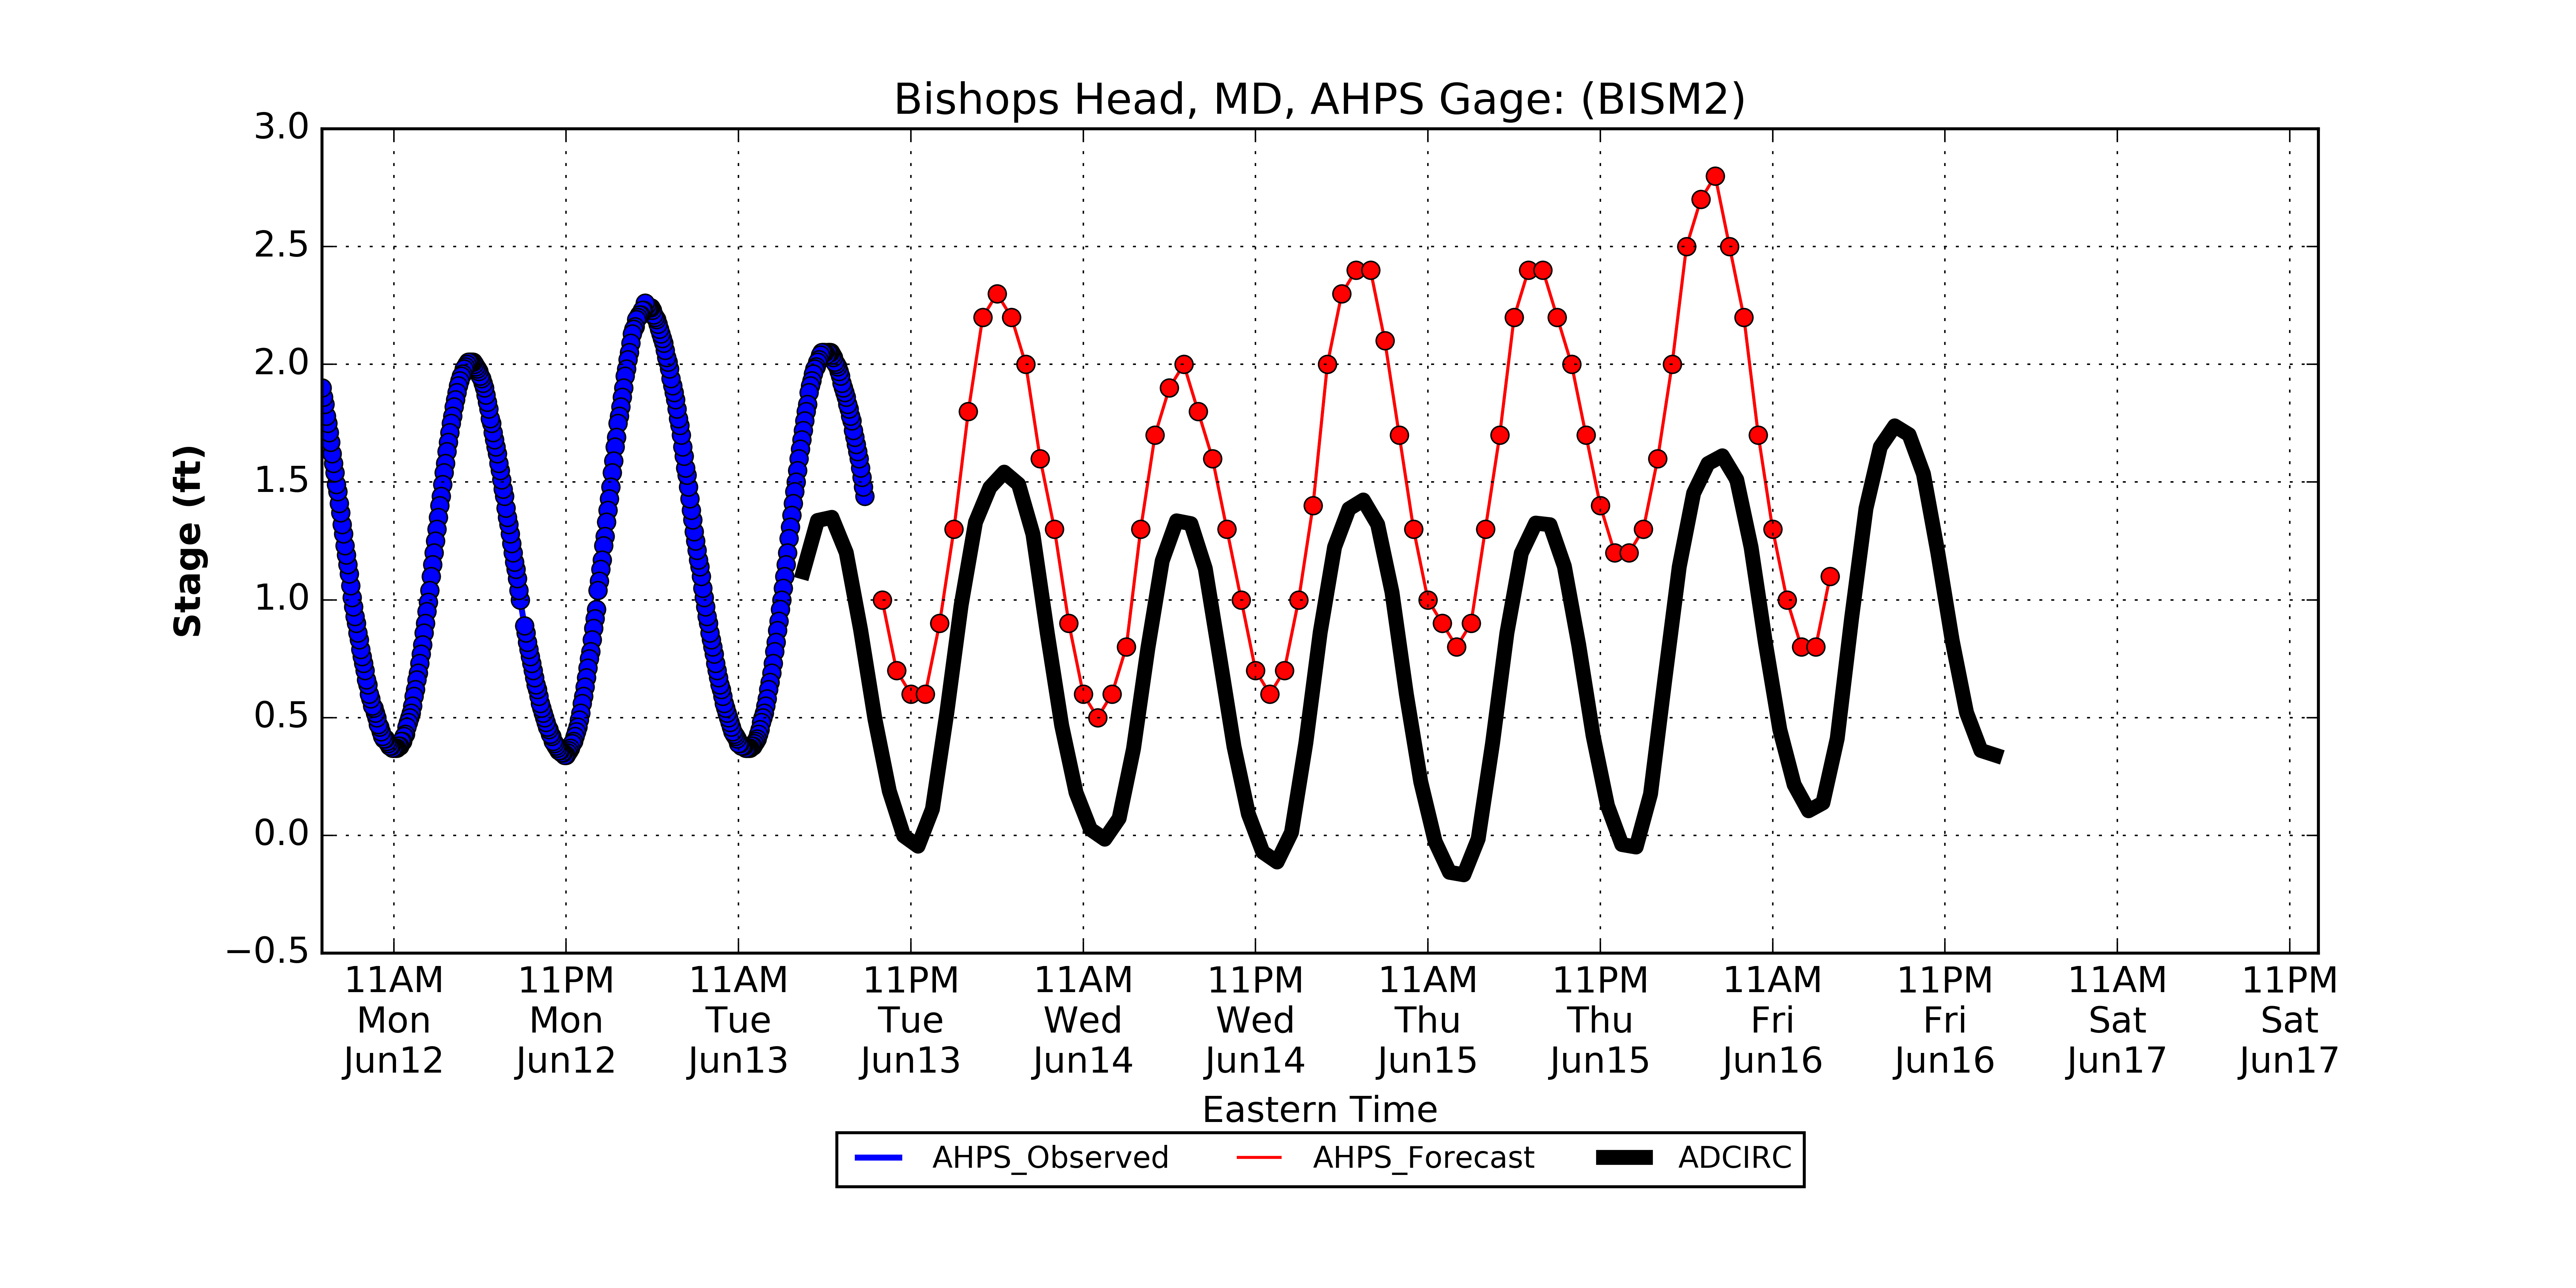 Bishops Head, MD, AHPS Gage: (BISM2)
3.0
2.5
2.0
1.5
1.0
0.5
0.0
−0.5
Stage (ft)
11AM 11PM 11AM 11PM 11AM 11PM 11AM 11PM 11AM 11PM 11AM 11PM
Mon Mon Tue Tue Wed Wed Thu Thu Fri Fri Sat Sat
Jun12 Jun12 Jun13 Jun13 Jun14 Jun14 Jun15 Jun15 Jun16 Jun16 Jun17 Jun17
Eastern Time
AHPS_Observed AHPS_Forecast ADCIRC